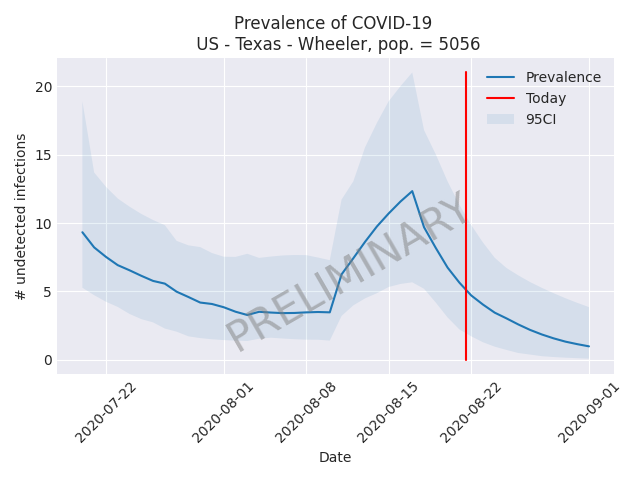 Prevalence of COVID-19
US - Texas - Wheeler, pop. = 5056
Prevalence
Today
95CI
PRELIMINARY
# undetected infections
20
15
10
5
0
2020-07-22
2020-08-01
2020-08-08
2020-08-15
2020-08-22
2020-09-01
Date